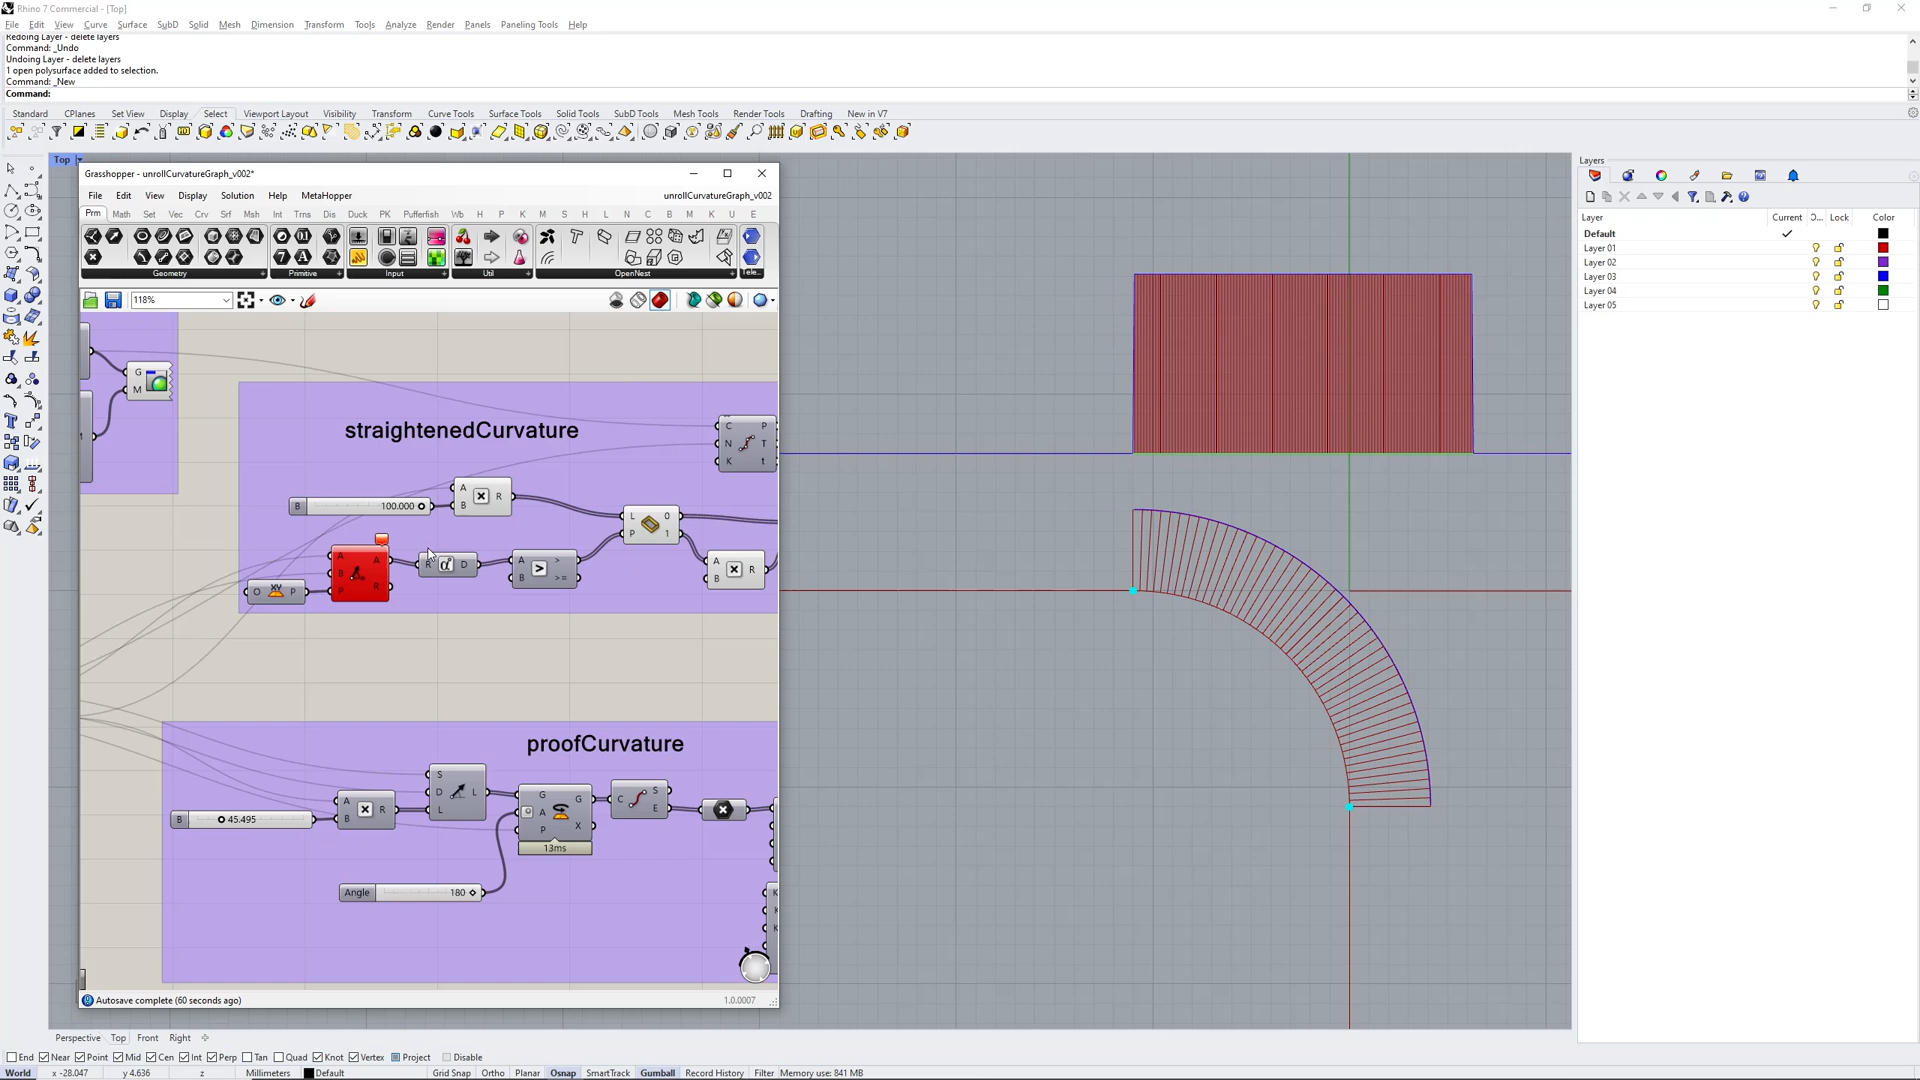 Rhino 7 Commercial - [Top]
File Edit View Curve Surface SubD Solid Mesh Dimension Transform Tools Analyze Render Panels Paneling Tools Help
Redoing Layer - delete layers
Command: _Undo
Undoing Layer - delete layers
1 open polysurface added to selection.
Command: _New
Command:
Standard CPlanes Set View Display Select Viewport Layout Visibility Transform Curve Tools Surface Tools Solid Tools SubD Tools Mesh Tools Render Tools Drafting New in V7
Top
Grasshopper - unrollCurvatureGraph_v002*
File Edit View Display Solution Help MetaHopper unrollCurvatureGraph_v002
Prm Math Set Vec Crv Srf Msh Int Trns Dis Duck PK Pufferfish Wb H P K M S H L N C B M K U E
Geometry Primitive Input Util OpenNest Tele...
118%
G
M
straightenedCurvature
C P
N T
K t
B 100.000
A R
B
L 0
P 1
A A
B
P R
O XY P
R α D
A > >
B >=
A R
B
proofCurvature
B 45.495
A R
B
S
D L
L
G G
A
P X
13ms
C S
E
Angle 180
K
K
K
Autosave complete (60 seconds ago) 1.0.0007
Layers
Layer Current Lock Color
Default
Layer 01
Layer 02
Layer 03
Layer 04
Layer 05
Perspective Top Front Right
End Near Point Mid Cen Int Perp Tan Quad Knot Vertex Project Disable
World x -28.047 y 4.636 z Millimeters Default Grid Snap Ortho Planar Osnap SmartTrack Gumball Record History Filter Memory use: 841 MB